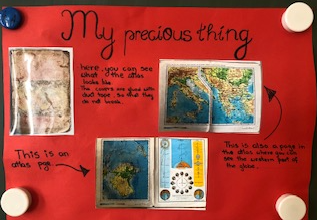 My precious thing
here, you can see
what the atlas
looks like
The covers are glued with
duct tape, so that they
do not break.
This is an
atlas page.
This is also a page in
the atlas where you can
see the western part of
the globe.